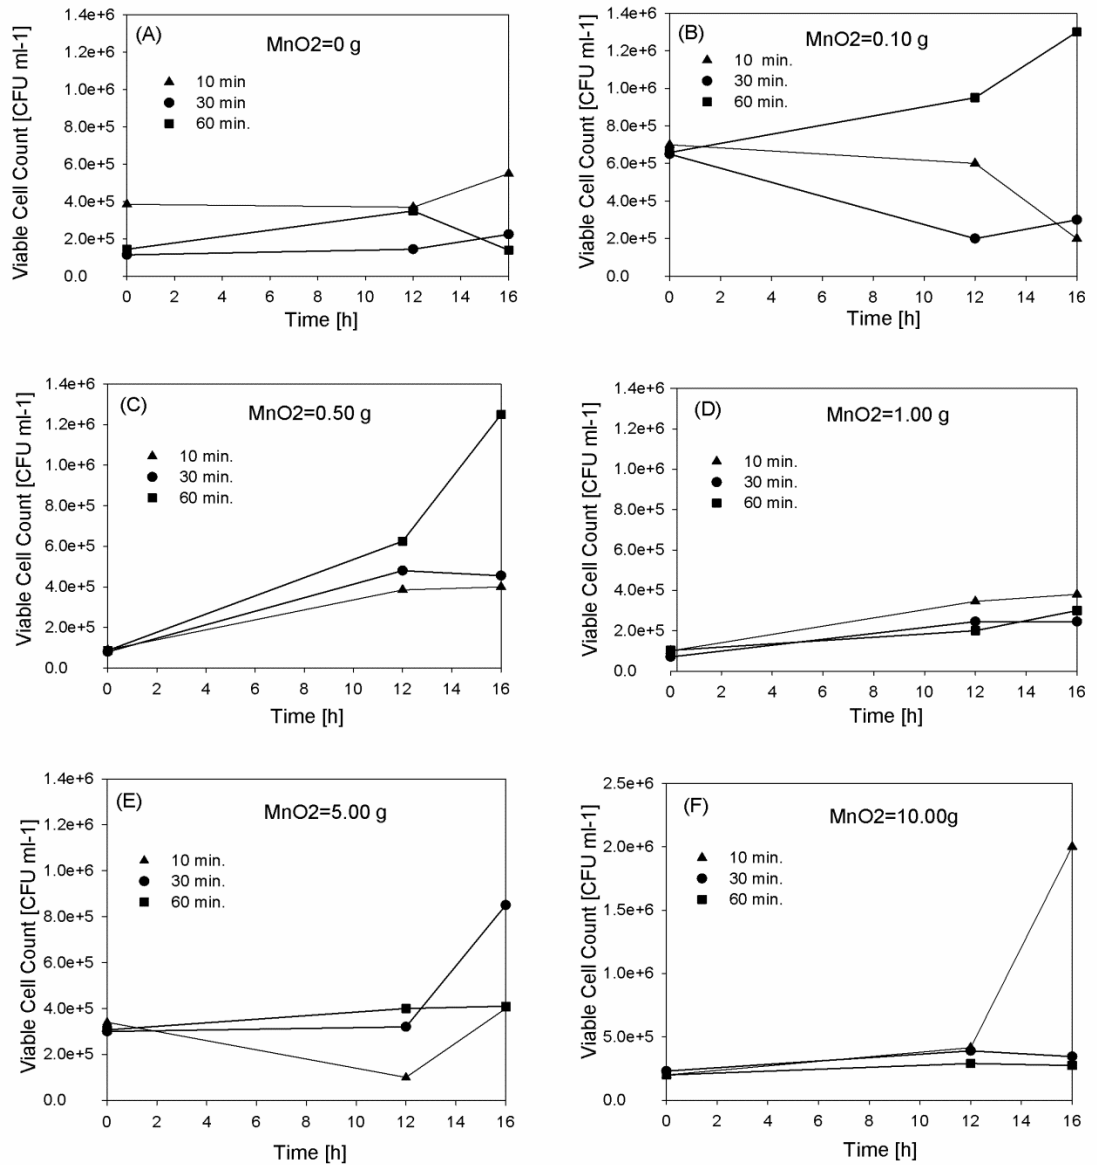 Viable Cell Count [CFU ml-1]
1.4e+6
1.2e+6
1.0e+6
8.0e+5
6.0e+5
4.0e+5
2.0e+5
0.0
(A)
MnO2=0 g
10 min
30 min
60 min.
0 2 4 6 8 10 12 14 16
Time [h]
Viable Cell Count [CFU ml-1]
1.4e+6
1.2e+6
1.0e+6
8.0e+5
6.0e+5
4.0e+5
2.0e+5
0.0
(B)
MnO2=0.10 g
10 min.
30 min.
60 min.
0 2 4 6 8 10 12 14 16
Time [h]
Viable Cell Count [CFU ml-1]
1.4e+6
1.2e+6
1.0e+6
8.0e+5
6.0e+5
4.0e+5
2.0e+5
0.0
(C)
MnO2=0.50 g
10 min.
30 min.
60 min.
0 2 4 6 8 10 12 14 16
Time [h]
Viable Cell Count [CFU ml-1]
1.4e+6
1.2e+6
1.0e+6
8.0e+5
6.0e+5
4.0e+5
2.0e+5
0.0
(D)
MnO2=1.00 g
10 min.
30 min.
60 min.
0 2 4 6 8 10 12 14 16
Time [h]
Viable Cell Count [CFU ml-1]
1.4e+6
1.2e+6
1.0e+6
8.0e+5
6.0e+5
4.0e+5
2.0e+5
0.0
(E)
MnO2=5.00 g
10 min.
30 min.
60 min.
0 2 4 6 8 10 12 14 16
Time [h]
Viable Cell Count [CFU ml-1]
2.5e+6
2.0e+6
1.5e+6
1.0e+6
5.0e+5
0.0
(F)
MnO2=10.00g
10 min.
30 min.
60 min.
0 2 4 6 8 10 12 14 16
Time [h]